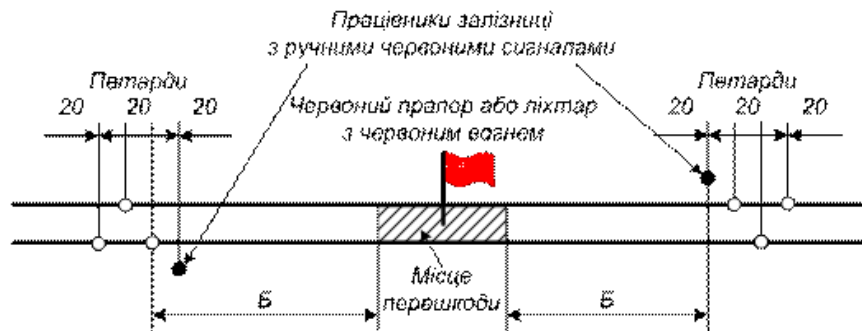 Працівники залізниці
з ручними червоними сигналами
Петарди
Петарди
20 20 20
20 20 20
Червоний прапор або ліхтар
з червоним вогнем
Місце
перешкоди
Б
Б